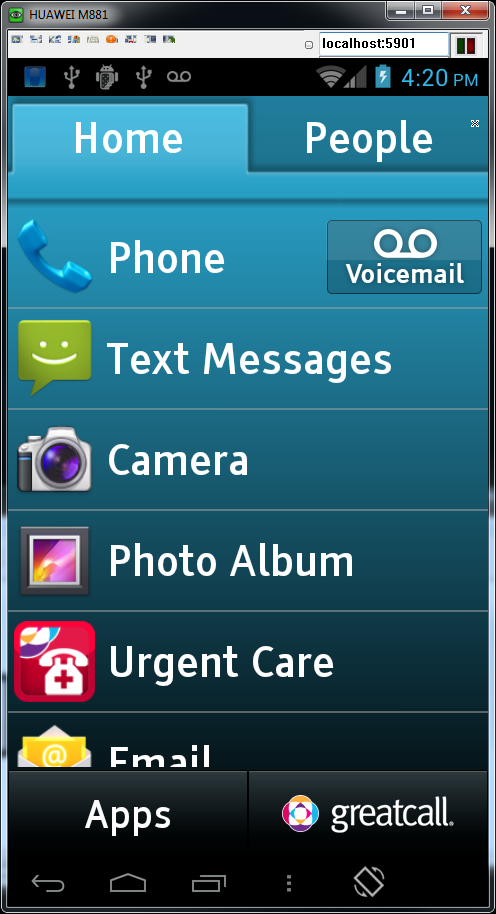 HUAWEI M881
localhost:5901
4:20 PM
Home
People
Phone
Voicemail
Text Messages
Camera
Photo Album
Urgent Care
Email
Apps
greatcall.